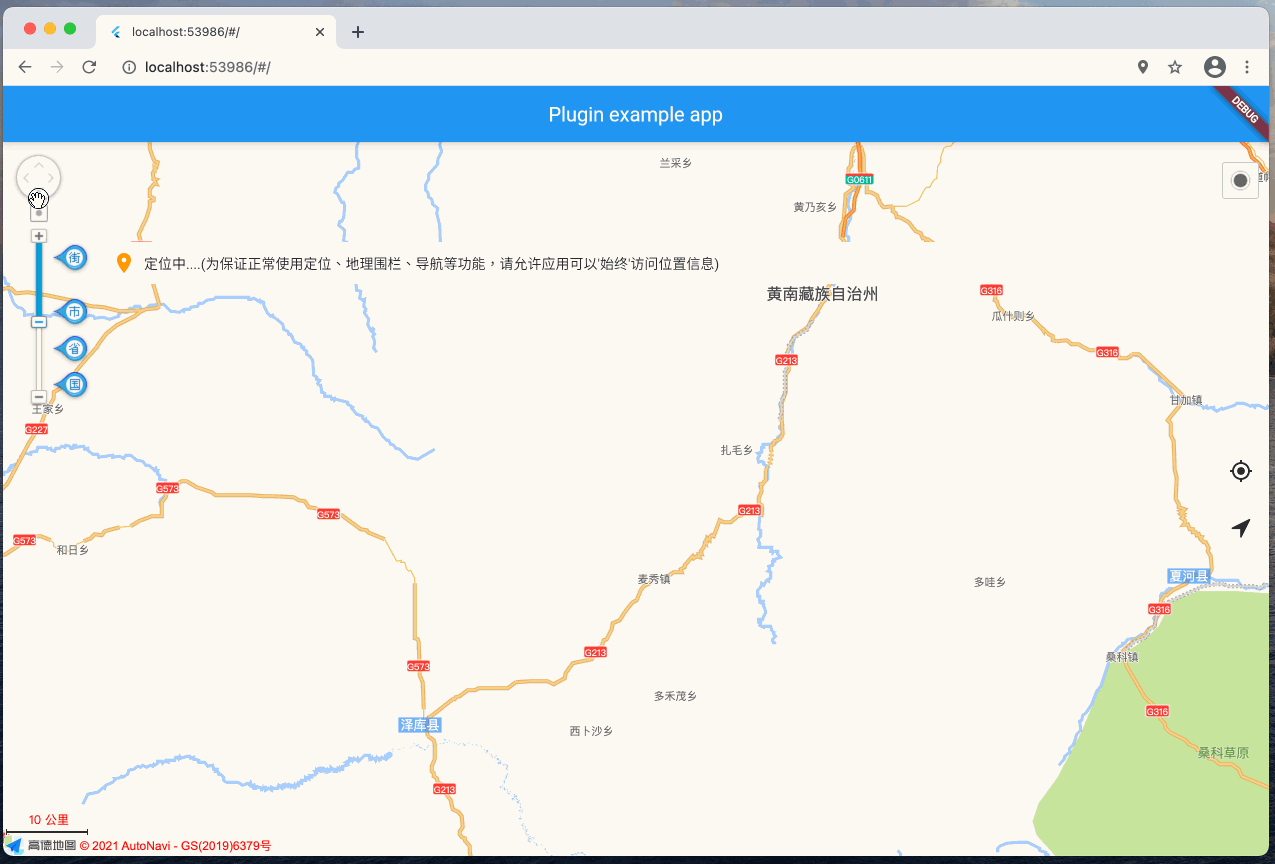 localhost:53986/#/
localhost:53986/#/
Plugin example app
DEBUG
兰采乡
G0611
黄乃亥乡
街
定位中....(为保证正常使用定位、地理围栏、导航等功能，请允许应用可以'始终'访问位置信息)
黄南藏族自治州
G316
市
瓜什则乡
省
G213
G316
国
甘加镇
王家乡
G227
扎毛乡
G573
G573
G213
G573
和日乡
麦秀镇
多哇乡
夏河县
G316
G213
桑科镇
G573
多禾茂乡
G316
泽库县
西卜沙乡
桑科草原
G213
10 公里
高德地图 © 2021 AutoNavi - GS(2019)6379号